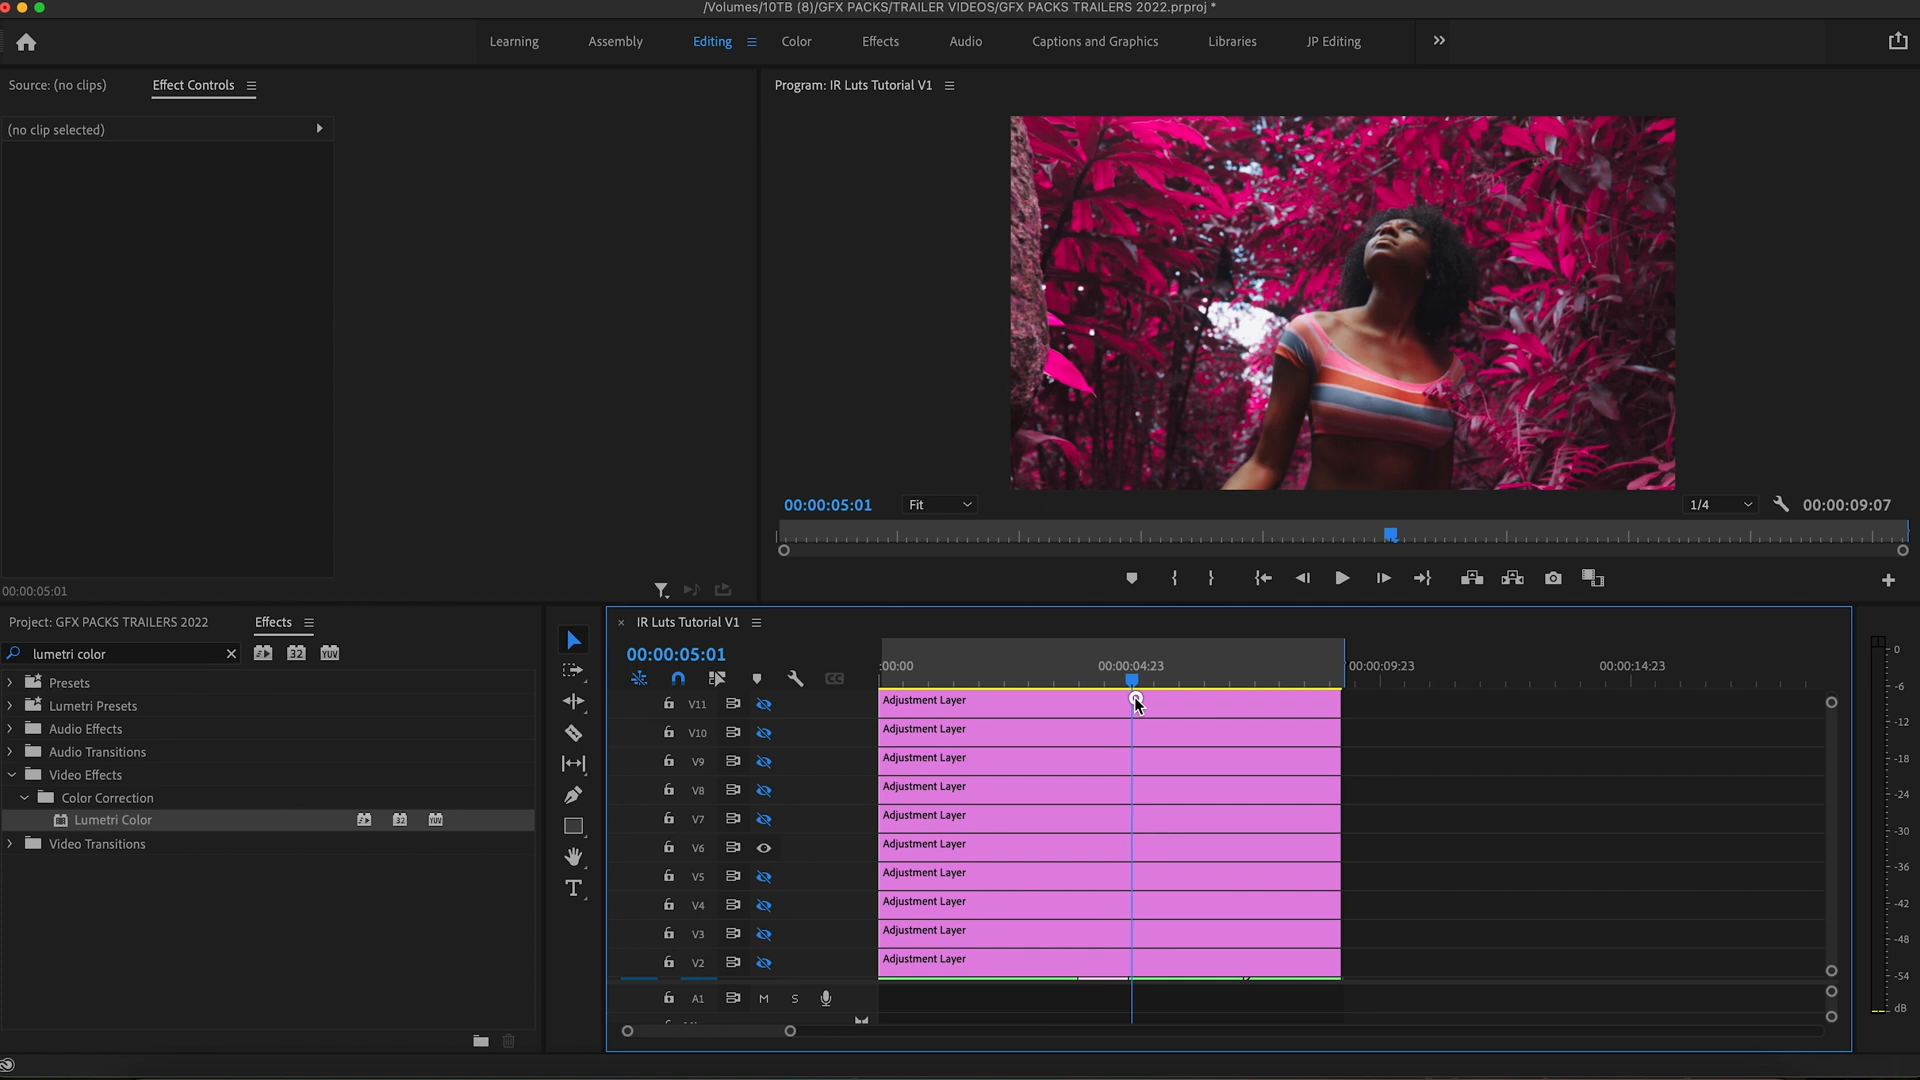 /Volumes/10TB (8)/GFX PACKS/TRAILER VIDEOS/GFX PACKS TRAILERS 2022.prproj *
Learning Assembly Editing Color Effects Audio Captions and Graphics Libraries JP Editing
Source: (no clips) Effect Controls
Program: IR Luts Tutorial V1
(no clip selected)
00:00:05:01 Fit 1/4 00:00:09:07
00:00:05:01
Project: GFX PACKS TRAILERS 2022 Effects
lumetri color
32 YUV
Presets
Lumetri Presets
Audio Effects
Audio Transitions
Video Effects
Color Correction
Lumetri Color 32 YUV
Video Transitions
T
IR Luts Tutorial V1
00:00:05:01
:00:00 00:00:04:23 00:00:09:23 00:00:14:23
CC
V11 Adjustment Layer
V10 Adjustment Layer
V9 Adjustment Layer
V8 Adjustment Layer
V7 Adjustment Layer
V6 Adjustment Layer
V5 Adjustment Layer
V4 Adjustment Layer
V3 Adjustment Layer
V2 Adjustment Layer
A1 M S
0
-6
-12
-18
-24
-30
-36
-42
-48
-54
dB